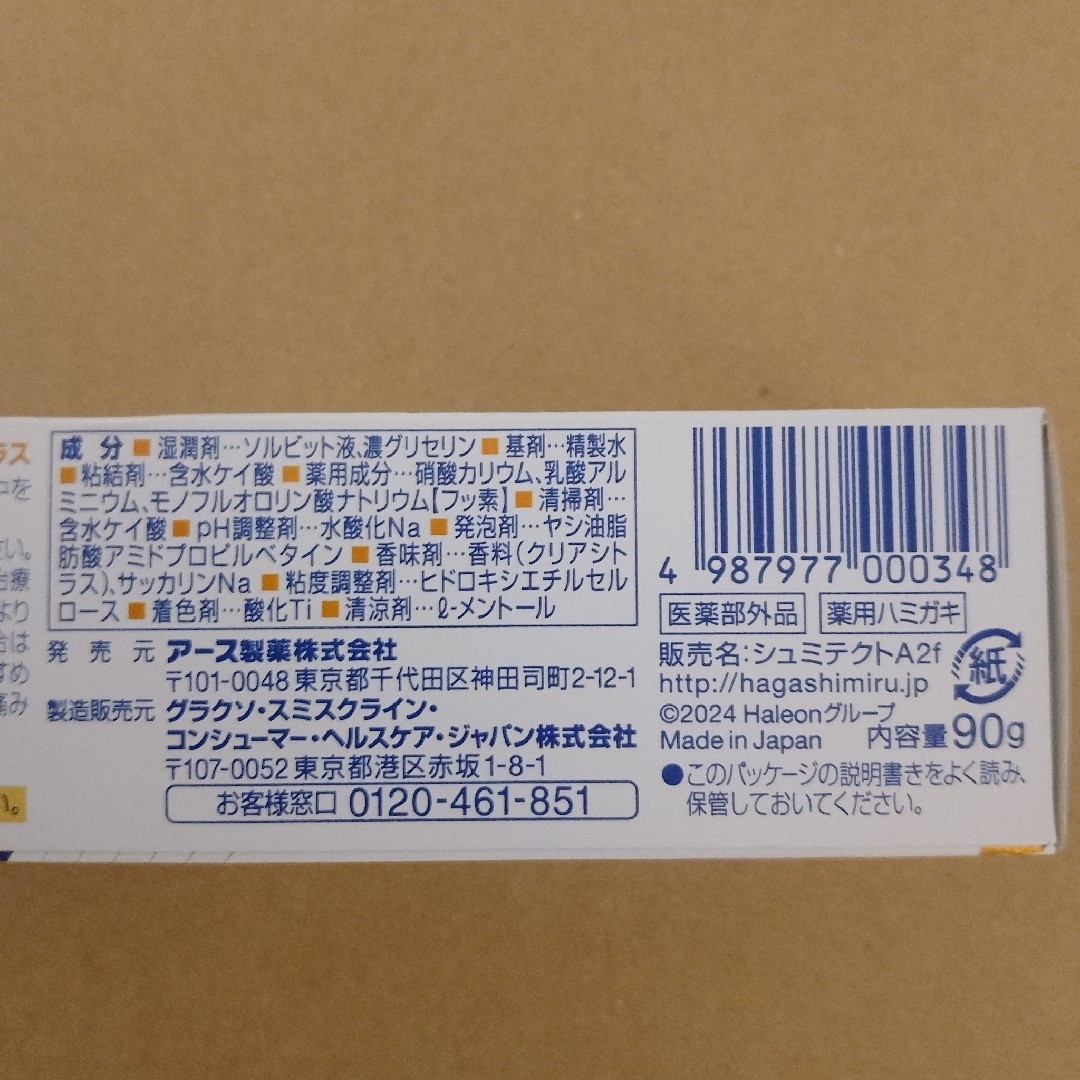 成分 ■湿潤剤…ソルビット液、濃グリセリン■基剤…精製水
■粘結剤…含水ケイ酸■薬用成分…硝酸カリウム、乳酸アル
ミニウム、モノフルオロリン酸ナトリウム【フッ素】■清掃剤…
含水ケイ酸■pH調整剤…水酸化Na■発泡剤…ヤシ油脂
肪酸アミドプロピルベタイン■香味剤…香料(クリアシト
ラス)、サッカリンNa■粘度調整剤…ヒドロキシエチルセル
ロース■着色剤…酸化Ti■清涼剤…ℓ-メントール
発売元 アース製薬株式会社
〒101-0048 東京都千代田区神田司町2-12-1
製造販売元 グラクソ・スミスクライン・
コンシューマー・ヘルスケア・ジャパン株式会社
〒107-0052 東京都港区赤坂1-8-1
お客様窓口 0120-461-851
4 987977 000348
医薬部外品 薬用ハミガキ
販売名:シュミテクトA2f
http://hagashimiru.jp
紙
©2024 Haleonグループ
Made in Japan 内容量90g
●このパッケージの説明書きをよく読み、
保管しておいてください。
ラス
を
い。
治療
より
合は
すめ
痛み
い。